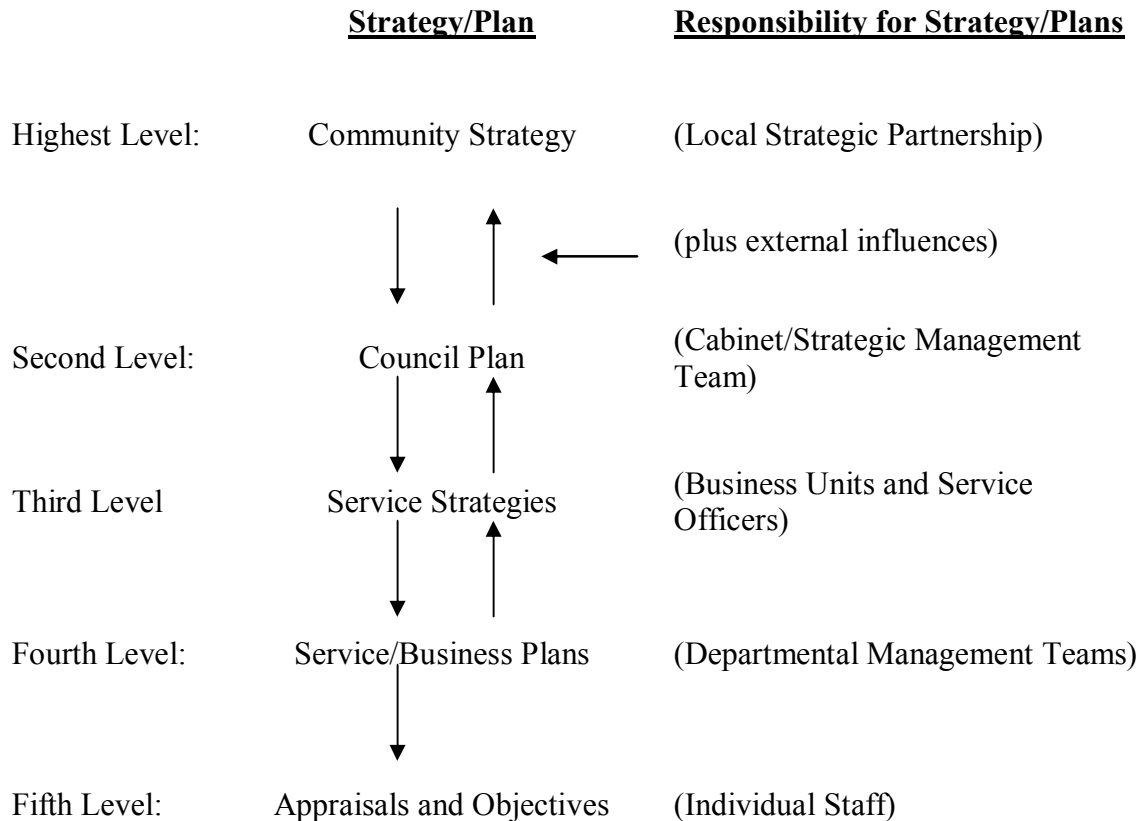 Strategy/Plan Responsibility for Strategy/Plans
Highest Level: Community Strategy (Local Strategic Partnership)
(plus external influences)
Second Level: Council Plan (Cabinet/Strategic Management
Team)
Third Level Service Strategies (Business Units and Service
Officers)
Fourth Level: Service/Business Plans (Departmental Management Teams)
Fifth Level: Appraisals and Objectives (Individual Staff)